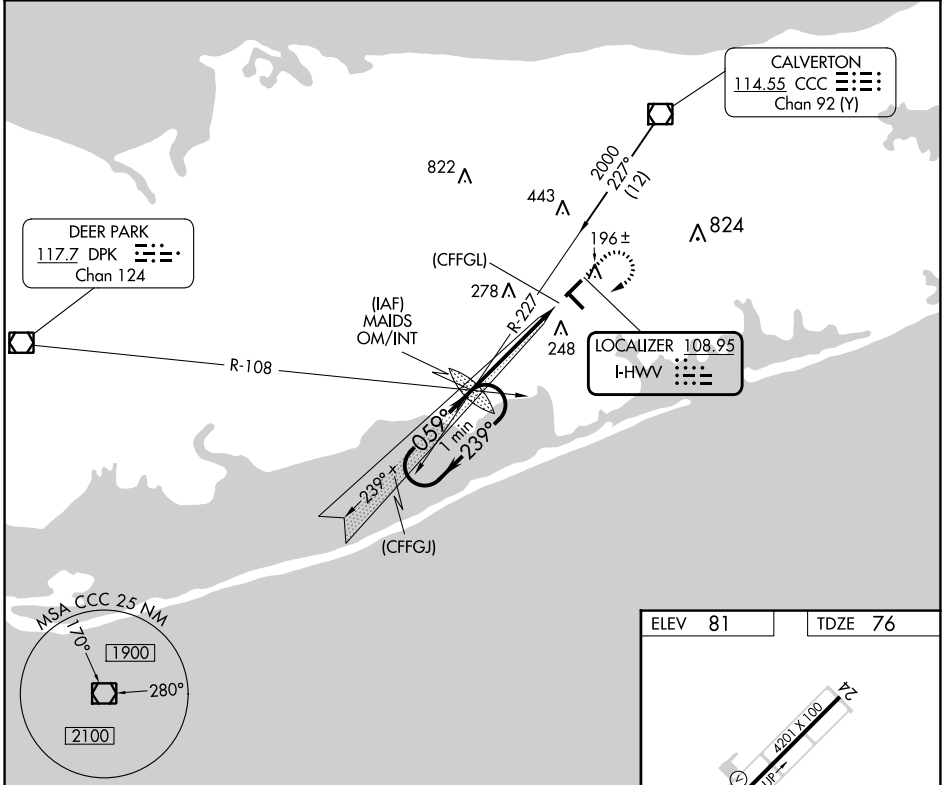 CALVERTON
114.55 CCC
Chan 92 (Y)
2000
227°
(12)
822
443
824
DEER PARK
117.7 DPK
Chan 124
196 ±
(CFFGL)
278
R-227
(IAF)
MAIDS
OM/INT
248
LOCALIZER 108.95
I-HWV
R-108
059°
1 min
239°
239°
(CFFGJ)
MSA CCC 25 NM
170°
1900
280°
2100
ELEV 81
TDZE 76
24
4201 X 100
UP
V